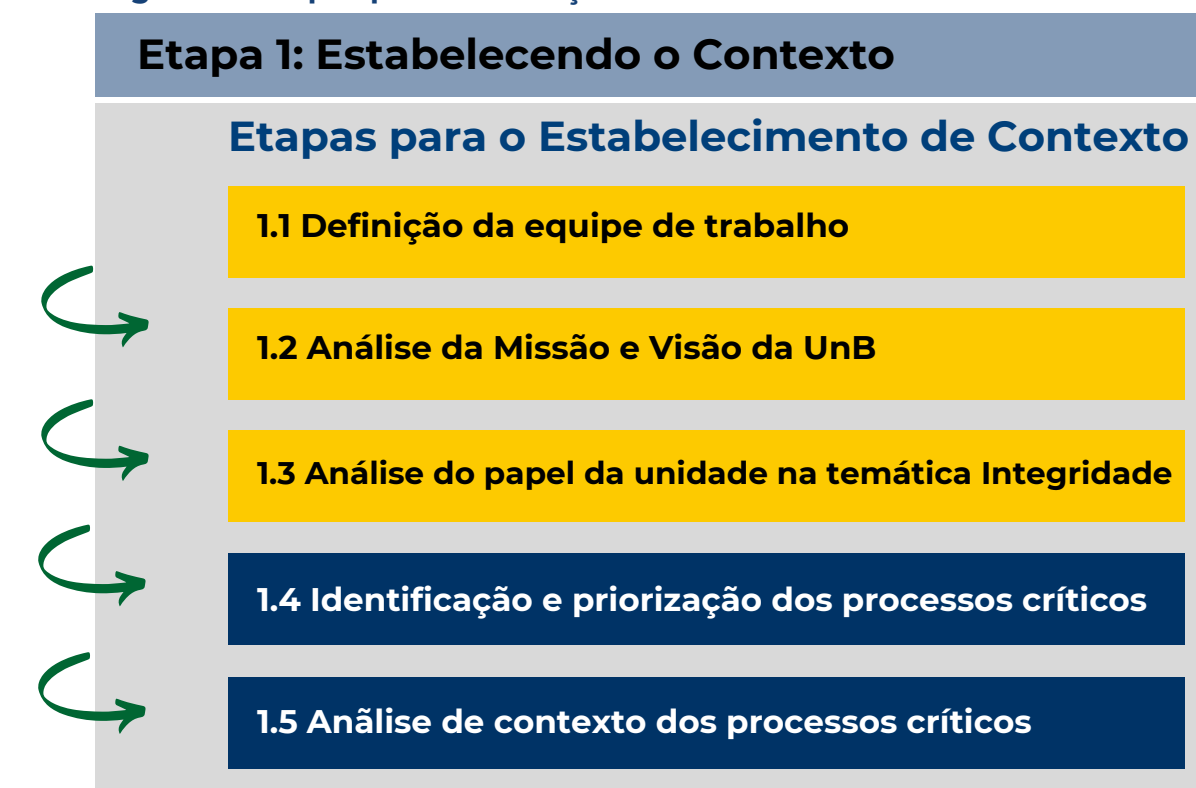 Etapa 1: Estabelecendo o Contexto
Etapas para o Estabelecimento de Contexto
1.1 Definição da equipe de trabalho
1.2 Análise da Missão e Visão da UnB
1.3 Análise do papel da unidade na temática Integridade
1.4 Identificação e priorização dos processos críticos
1.5 Anãlise de contexto dos processos críticos